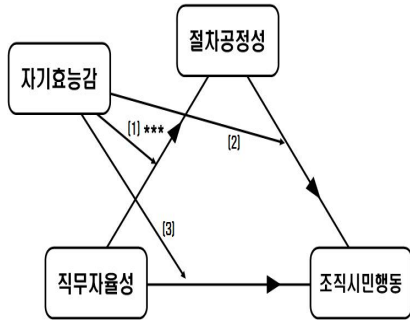 절차공정성
자기효능감
[1] ***
[2]
[3]
직무자율성
조직시민행동